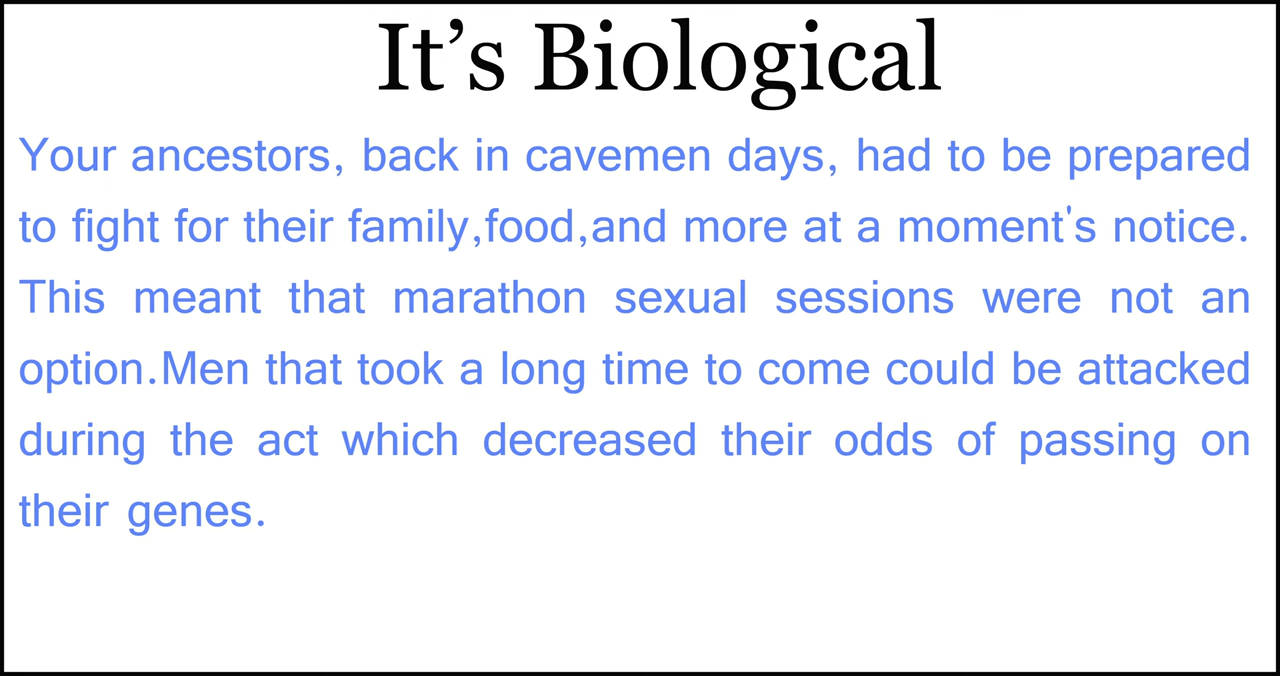 It’s Biological
Your ancestors, back in cavemen days, had to be prepared
to fight for their family,food,and more at a moment's notice.
This meant that marathon sexual sessions were not an
option.Men that took a long time to come could be attacked
during the act which decreased their odds of passing on
their genes.